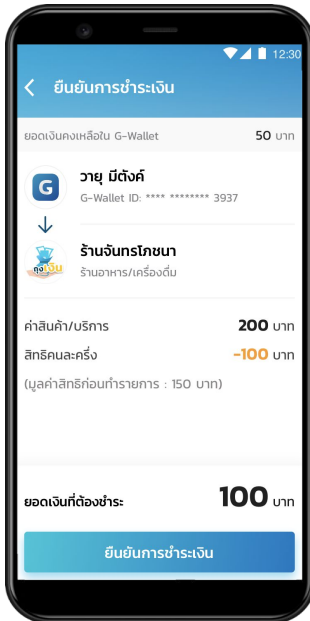 12:30
ยืนยันการชำระเงิน
ยอดเงินคงเหลือใน G-Wallet 50 บาท
G
วายุ มีตังค์
G-Wallet ID: **** ******** 3937
ถุงเงิน
ร้านจันทรโภชนา
ร้านอาหาร/เครื่องดื่ม
ค่าสินค้า/บริการ 200 บาท
สิทธิคนละครึ่ง -100 บาท
(มูลค่าสิทธิก่อนทำรายการ : 150 บาท)
ยอดเงินที่ต้องชำระ 100 บาท
ยืนยันการชำระเงิน